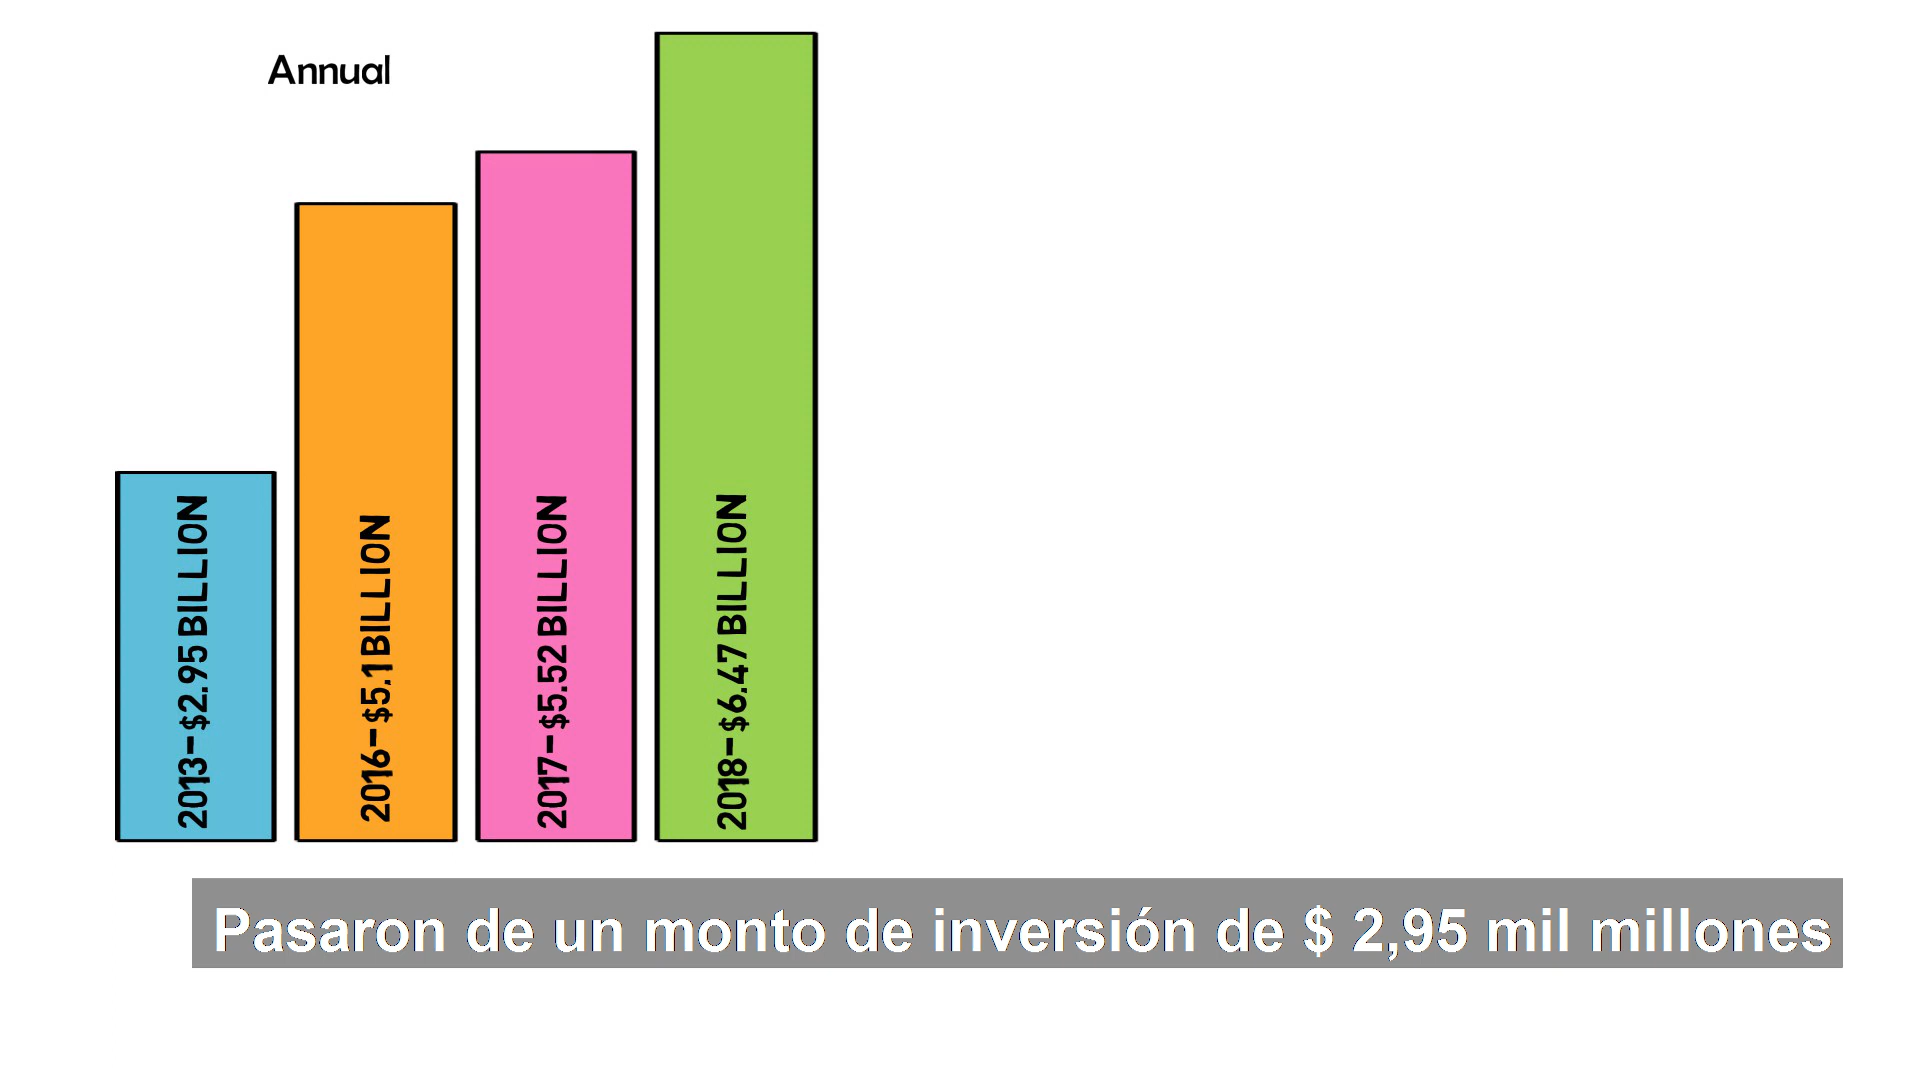 Annual
2013-$2.95 BILLION
2016-$5.1 BILLION
2017-$5.52 BILLION
2018-$6.47 BILLION
Pasaron de un monto de inversión de $ 2,95 mil millones